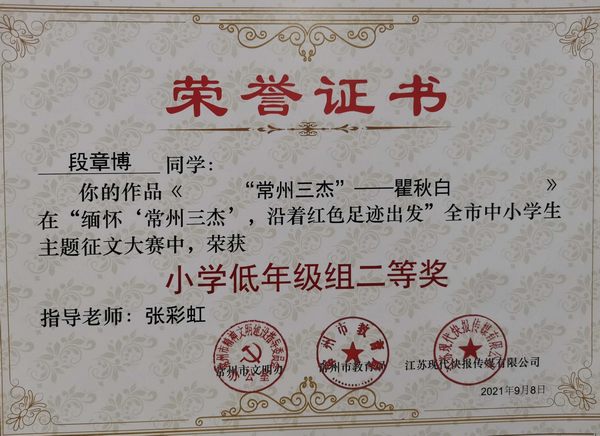 荣誉证书
段章博 同学：
你的作品《 “常州三杰”——瞿秋白 》
在“缅怀‘常州三杰’，沿着红色足迹出发”全市中小学生
主题征文大赛中，荣获
小学低年级组二等奖
指导老师：张彩虹
常州市文明办 常州市教育局 江苏现代快报传媒有限公司
2021年9月8日